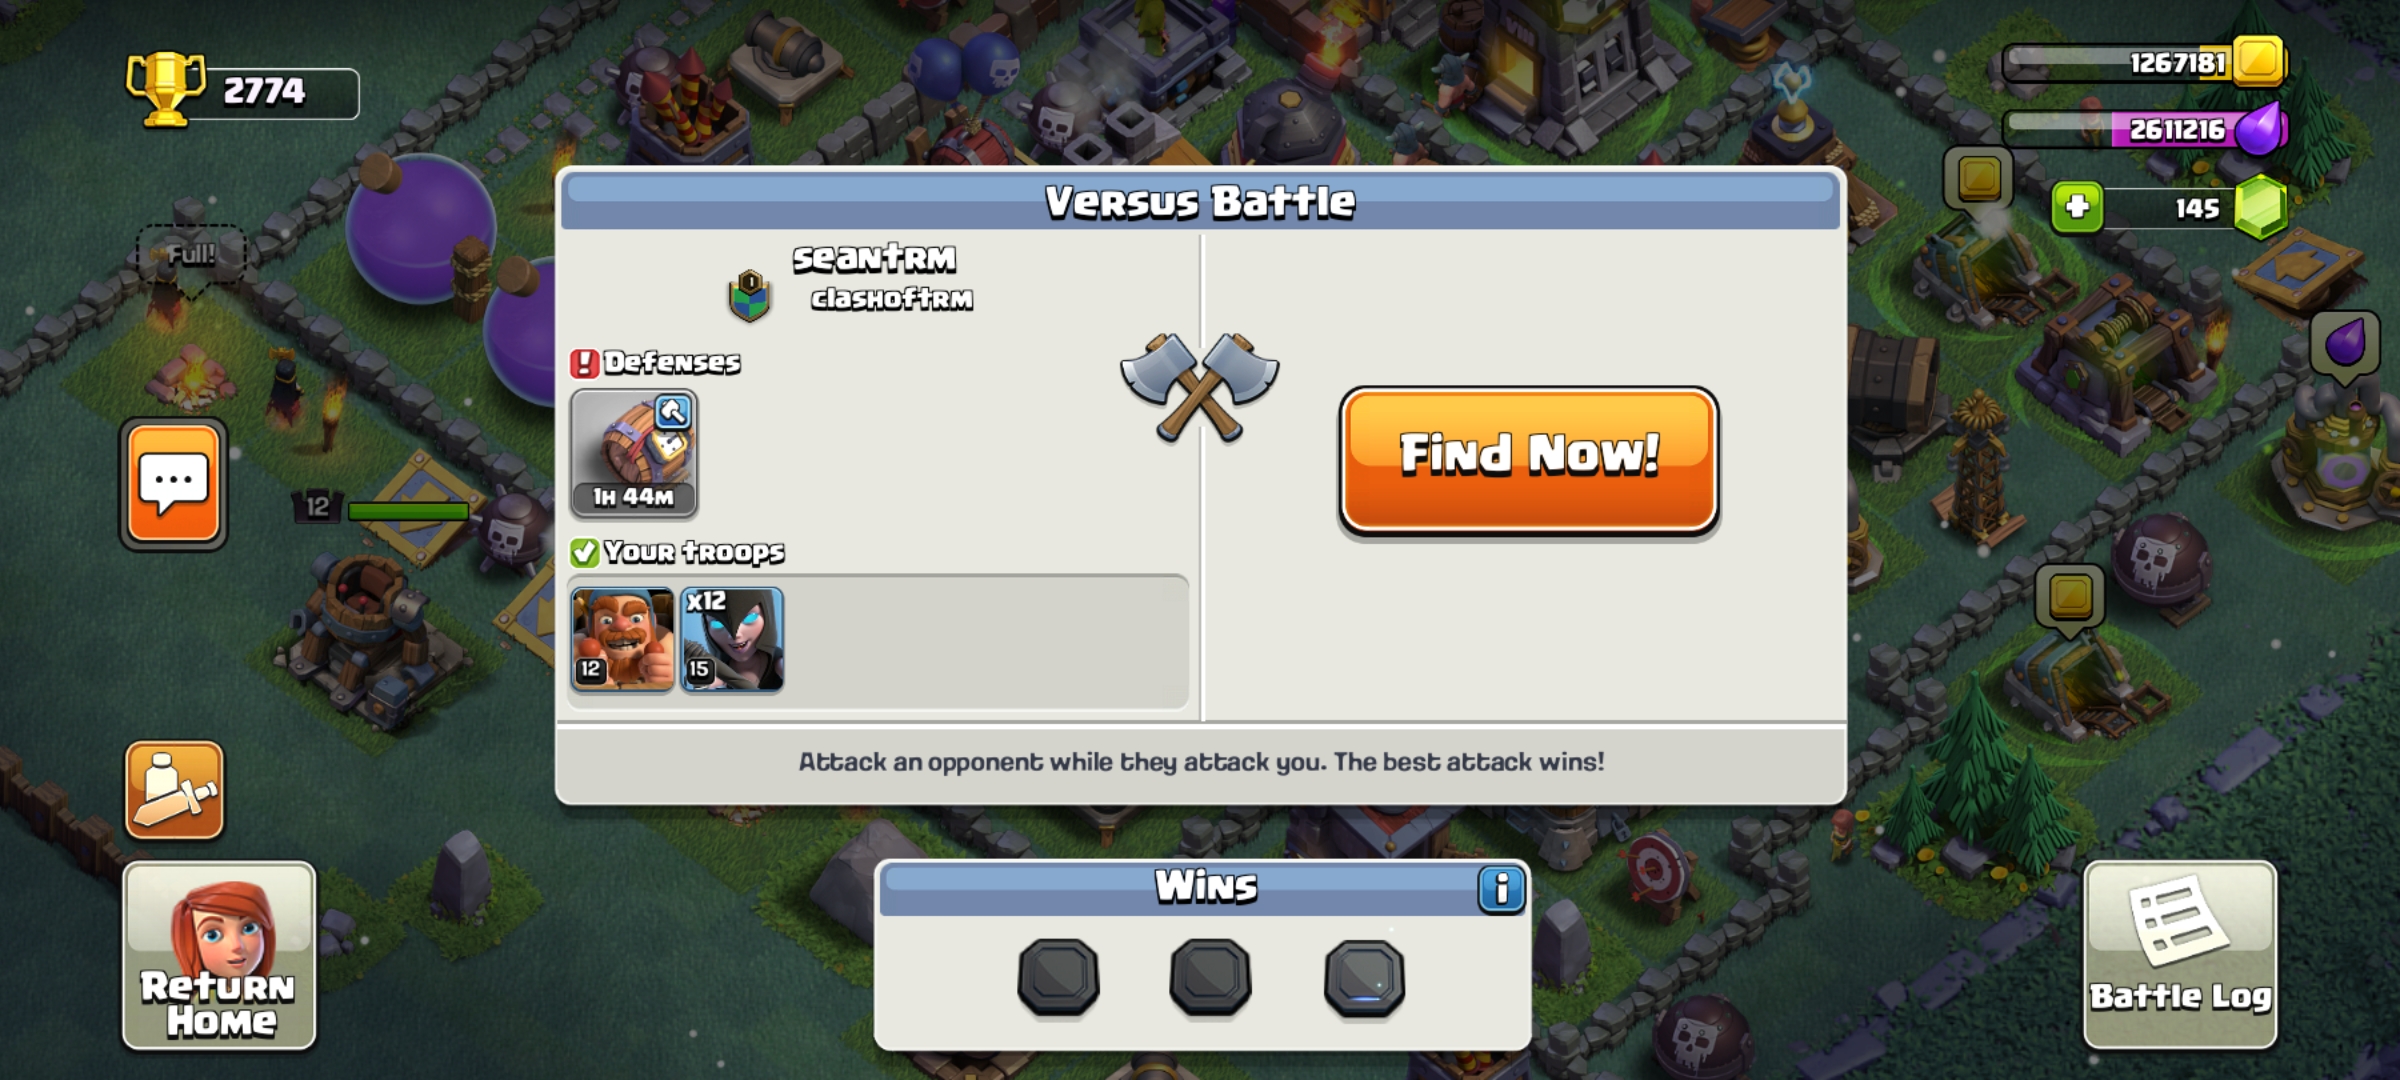 2774
1267181
2611216
145
Full!
Versus Battle
seantrm
clashoftrm
Defenses
1H 44M
Find Now!
12
Your troops
x12
12
15
Attack an opponent while they attack you. The best attack wins!
Wins
i
Return
Home
Battle Log